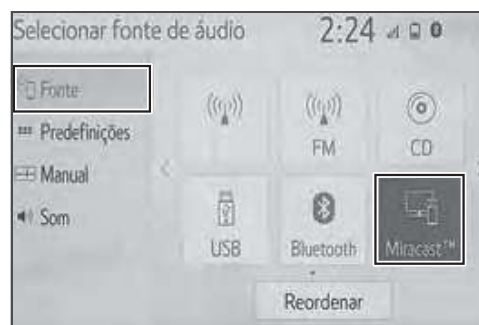 Selecionar fonte de áudio 2:24
Fonte
Predefinições
Manual
Som
FM
CD
USB
Bluetooth
Miracast™
Reordenar